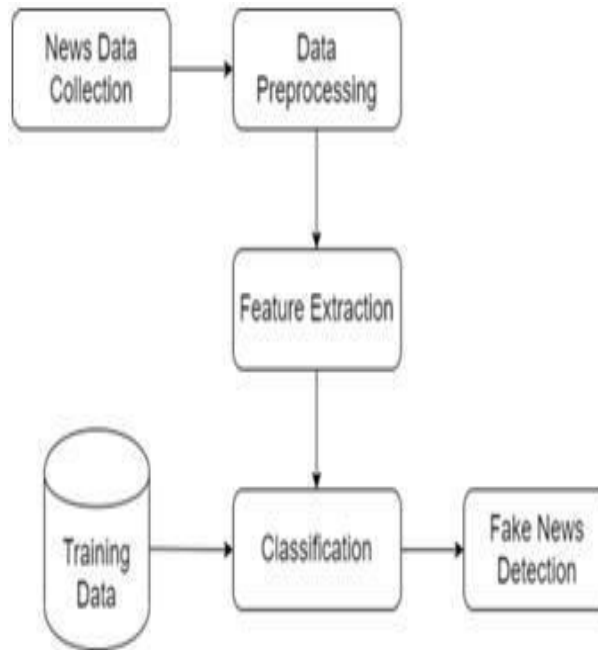 News Data
Collection
Data
Preprocessing
Feature Extraction
Training
Data
Classification
Fake News
Detection